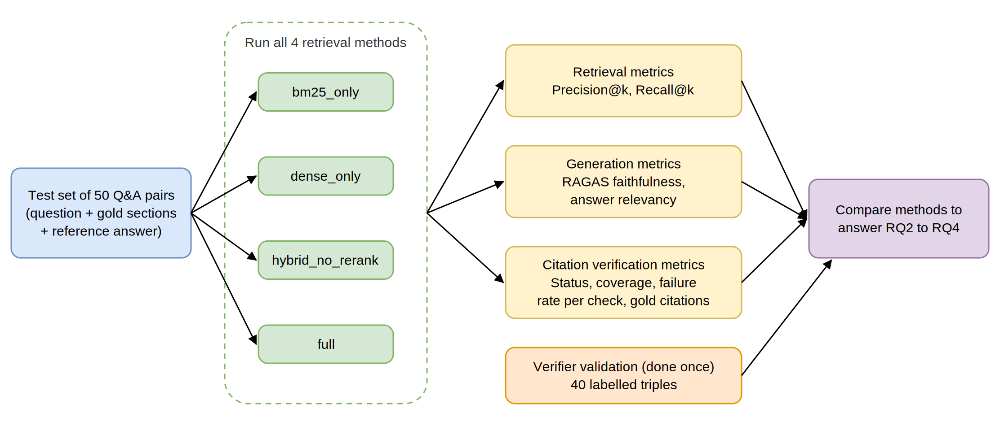 Run all 4 retrieval methods
Test set of 50 Q&A pairs
(question + gold sections
+ reference answer)
bm25_only
dense_only
hybrid_no_rerank
full
Retrieval metrics
Precision@k, Recall@k
Generation metrics
RAGAS faithfulness,
answer relevancy
Citation verification metrics
Status, coverage, failure
rate per check, gold citations
Verifier validation (done once)
40 labelled triples
Compare methods to
answer RQ2 to RQ4